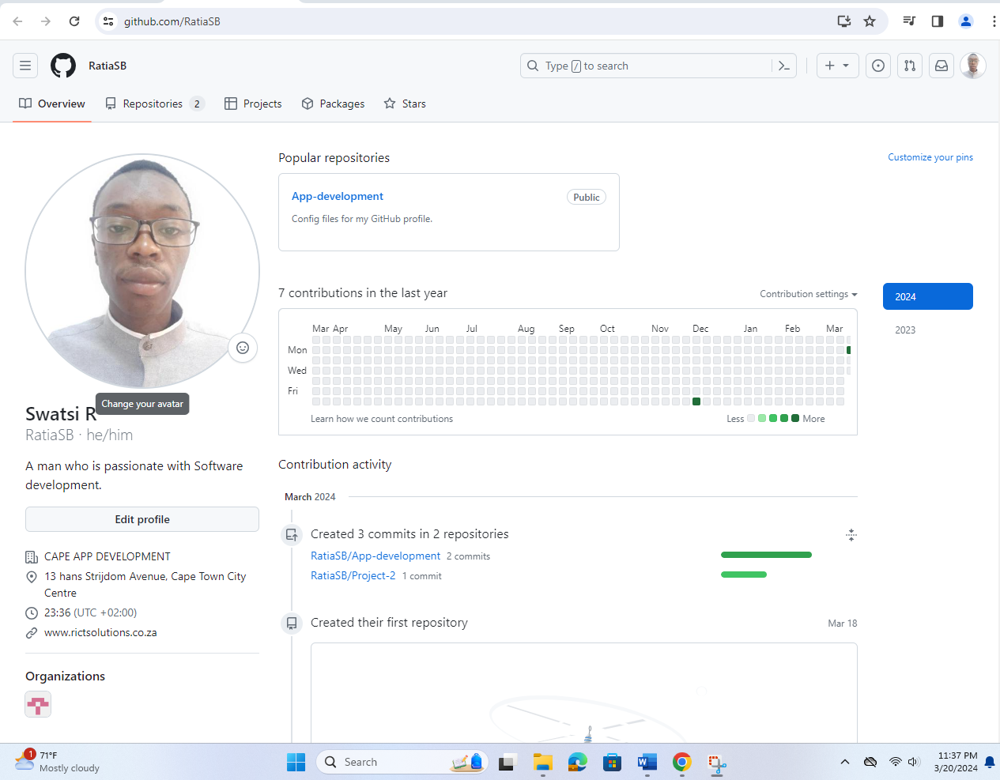 github.com/RatiaSB
RatiaSB
Type / to search
Overview
Repositories 2
Projects
Packages
Stars
Popular repositories
Customize your pins
App-development
Public
Config files for my GitHub profile.
7 contributions in the last year
Contribution settings
2024
2023
Mar Apr May Jun Jul Aug Sep Oct Nov Dec Jan Feb Mar
Mon
Wed
Fri
Learn how we count contributions
Less More
Change your avatar
Swatsi R
RatiaSB · he/him
A man who is passionate with Software
development.
Edit profile
CAPE APP DEVELOPMENT
13 hans Strijdom Avenue, Cape Town City
Centre
23:36 (UTC +02:00)
www.rictsolutions.co.za
Organizations
Contribution activity
March 2024
Created 3 commits in 2 repositories
RatiaSB/App-development 2 commits
RatiaSB/Project-2 1 commit
Created their first repository
Mar 18
1
71°F
Mostly cloudy
Search
W
11:37 PM
3/20/2024